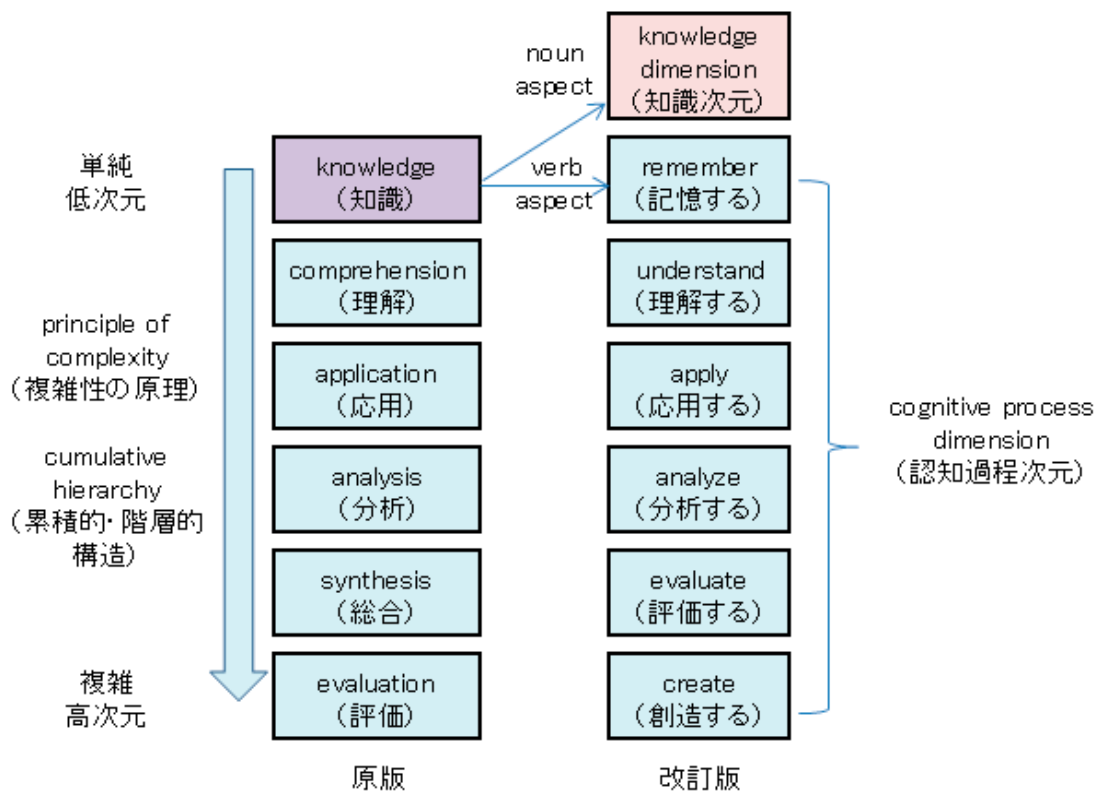 単純
低次元
principle of
complexity
（複雑性の原理）
cumulative
hierarchy
（累積的・階層的
構造）
複雑
高次元
knowledge
（知識）
comprehension
（理解）
application
（応用）
analysis
（分析）
synthesis
（総合）
evaluation
（評価）
原版
noun
aspect
verb
aspect
knowledge
dimension
（知識次元）
remember
（記憶する）
understand
（理解する）
apply
（応用する）
analyze
（分析する）
evaluate
（評価する）
create
（創造する）
改訂版
cognitive process
dimension
（認知過程次元）